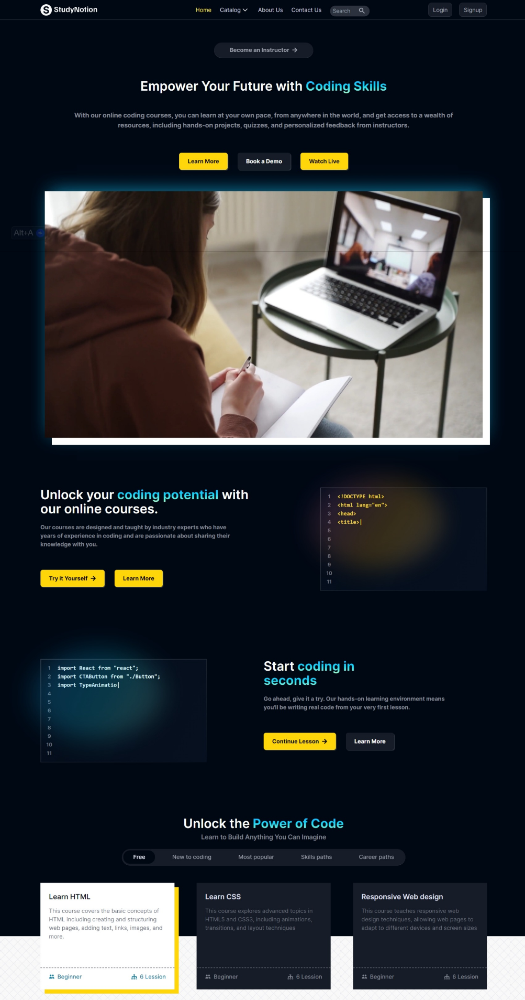 StudyNotion
Home Catalog About Us Contact Us Search Login Signup
Become an Instructor
Empower Your Future with Coding Skills
With our online coding courses, you can learn at your own pace, from anywhere in the world, and get access to a wealth of
resources, including hands-on projects, quizzes, and personalized feedback from instructors.
Learn More Book a Demo Watch Live
Alt+A
Unlock your coding potential with
our online courses.
Our courses are designed and taught by industry experts who have
years of experience in coding and are passionate about sharing their
knowledge with you.
Try it Yourself Learn More
1 <!DOCTYPE html>
2 <html lang="en">
3 <head>
4 <title>|
5
6
7
8
9
10
11
1 import React from "react";
2 import CTAButton from "./Button";
3 import TypeAnimatio|
4
5
6
7
8
9
10
11
Start coding in
seconds
Go ahead, give it a try. Our hands-on learning environment means
you'll be writing real code from your very first lesson.
Continue Lesson Learn More
Unlock the Power of Code
Learn to Build Anything You Can Imagine
Free New to coding Most popular Skills paths Career paths
Learn HTML
This course covers the basic concepts of
HTML including creating and structuring
web pages, adding text, links, images, and
more.
Beginner 6 Lession
Learn CSS
This course explores advanced topics in
HTML5 and CSS3, including animations,
transitions, and layout techniques
Beginner 6 Lession
Responsive Web design
This course teaches responsive web
design techniques, allowing web pages to
adapt to different devices and screen sizes
Beginner 6 Lession